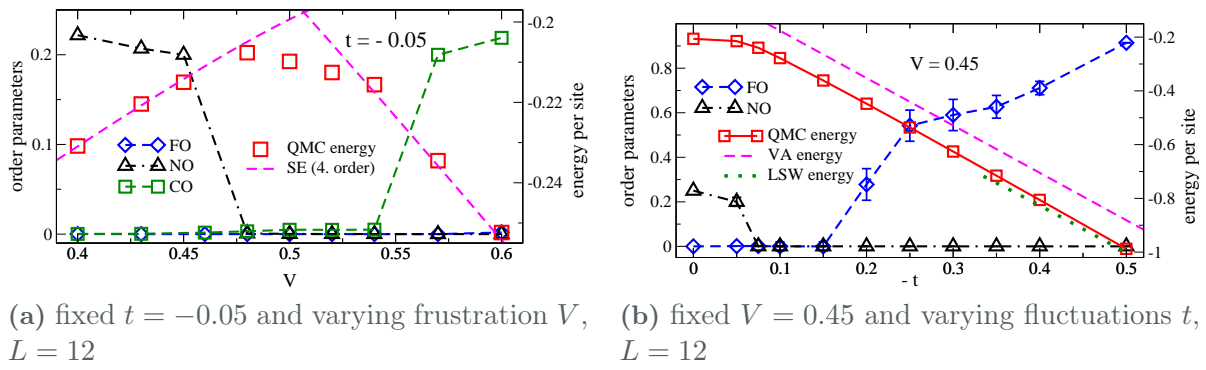 t = - 0.05
order parameters
0.2
0.1
0
FO
NO
CO
QMC energy
SE (4. order)
-0.2
-0.22
-0.24
energy per site
0.4 0.45 0.5 0.55 0.6
V
V = 0.45
order parameters
0.8
0.6
0.4
0.2
0
FO
NO
QMC energy
VA energy
LSW energy
-0.2
-0.4
-0.6
-0.8
-1
energy per site
0 0.1 0.2 0.3 0.4 0.5
- t
(a) fixed t = −0.05 and varying frustration V,
L = 12
(b) fixed V = 0.45 and varying fluctuations t,
L = 12